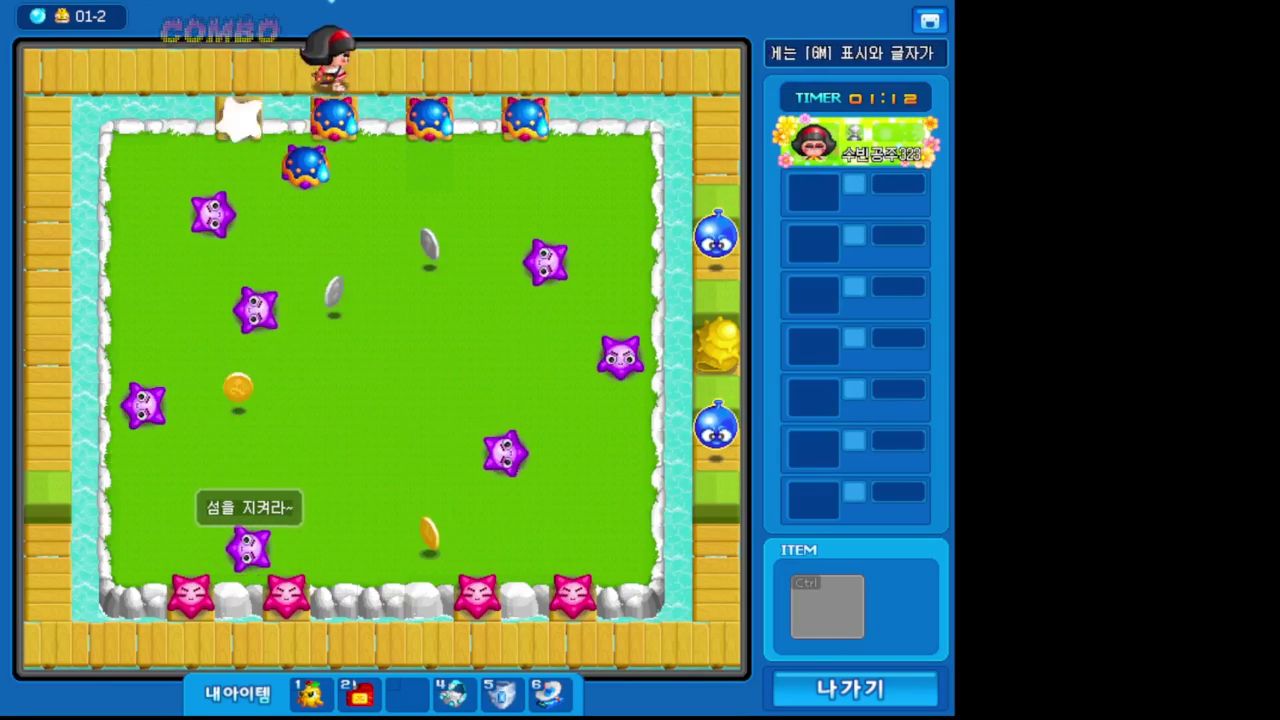 01-2
COMBO
게는 [GM] 표시와 글자가
TIMER 01:12
수빈공주323
섬을 지켜라~
ITEM
Ctrl
내아이템 1 2 4 5 6
나가기